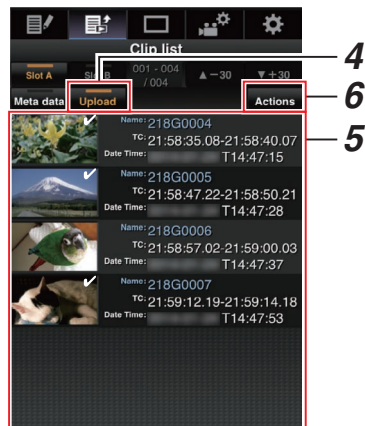 Clip list
Slot A Slot B 001 - 004 / 004 ▲-30 ▼+30
Meta data Upload Actions
4
6
5
Name: 218G0004
TC: 21:58:35.08-21:58:40.07
Date Time: T14:47:15
Name: 218G0005
TC: 21:58:47.22-21:58:50.21
Date Time: T14:47:28
Name: 218G0006
TC: 21:58:57.02-21:59:00.03
Date Time: T14:47:37
Name: 218G0007
TC: 21:59:12.19-21:59:14.18
Date Time: T14:47:53